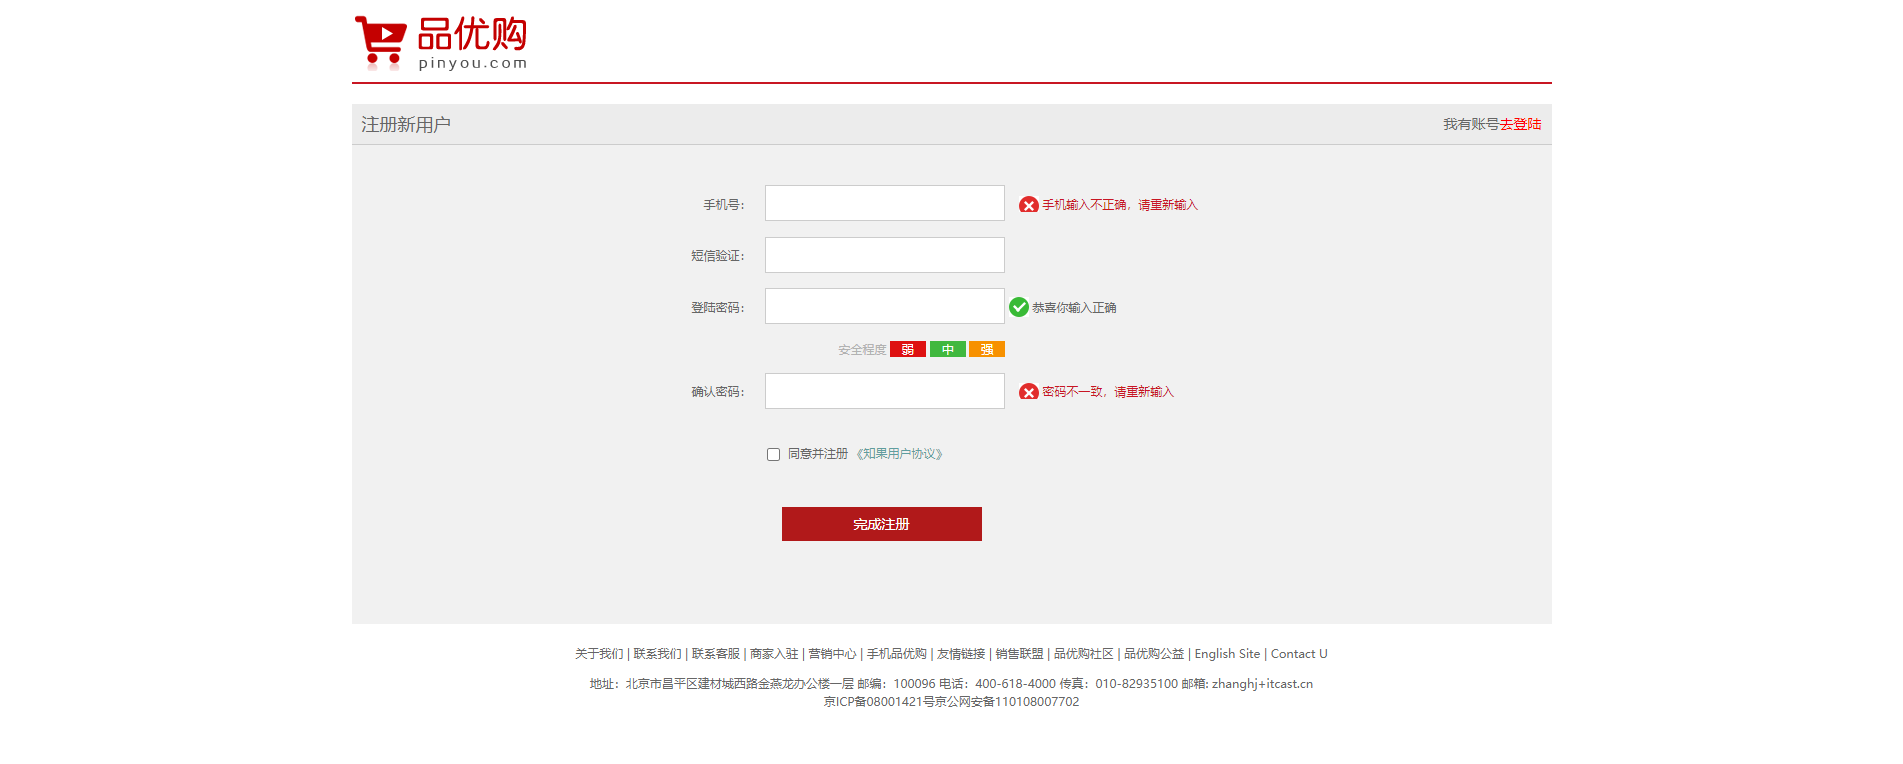 品优购
pinyou.com
注册新用户
我有账号去登陆
手机号：
手机输入不正确，请重新输入
短信验证：
登陆密码：
恭喜你输入正确
安全程度 弱 中 强
确认密码：
密码不一致，请重新输入
同意并注册 《知果用户协议》
完成注册
关于我们 | 联系我们 | 联系客服 | 商家入驻 | 营销中心 | 手机品优购 | 友情链接 | 销售联盟 | 品优购社区 | 品优购公益 | English Site | Contact U
地址：北京市昌平区建材城西路金燕龙办公楼一层 邮编：100096 电话：400-618-4000 传真：010-82935100 邮箱: zhanghj+itcast.cn
京ICP备08001421号京公网安备110108007702